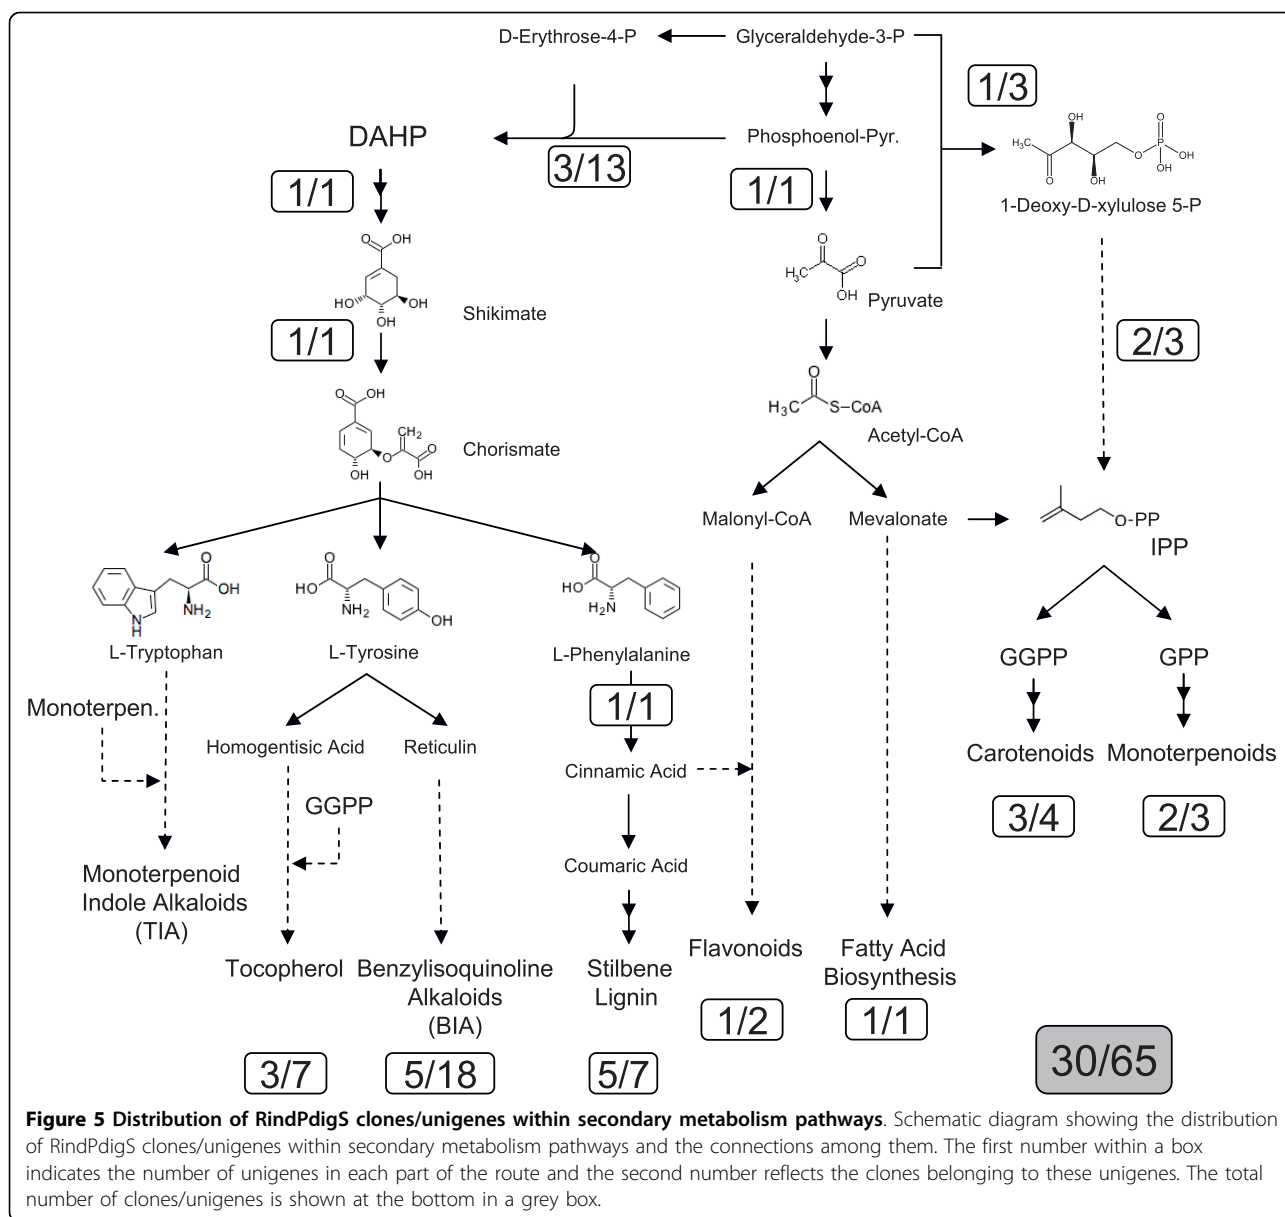 D-Erythrose-4-P
Glyceraldehyde-3-P
1/3
DAHP
Phosphoenol-Pyr.
3/13
1/1
1/1
OH
H₃C
O
O
P
OH
OH
O
OH
1-Deoxy-D-xylulose 5-P
O
OH
HO
OH
OH
Shikimate
O
H₃C
O
OH
Pyruvate
1/1
2/3
O
H₃C
S–CoA
Acetyl-CoA
O
OH
CH₂
O
O
OH
OH
Chorismate
Malonyl-CoA
Mevalonate
O-PP
IPP
O
OH
NH₂
N
H
L-Tryptophan
O
HO
NH₂
OH
L-Tyrosine
O
HO
H₂N
L-Phenylalanine
GGPP
GPP
Monoterpen.
1/1
Homogentisic Acid
Reticulin
Carotenoids
Monoterpenoids
Cinnamic Acid
GGPP
3/4
2/3
Coumaric Acid
Monoterpenoid
Indole Alkaloids
(TIA)
Tocopherol
Benzylisoquinoline
Alkaloids
(BIA)
Stilbene
Lignin
Flavonoids
Fatty Acid
Biosynthesis
1/2
1/1
3/7
5/18
5/7
30/65
Figure 5 Distribution of RindPdigS clones/unigenes within secondary metabolism pathways. Schematic diagram showing the distribution
of RindPdigS clones/unigenes within secondary metabolism pathways and the connections among them. The first number within a box
indicates the number of unigenes in each part of the route and the second number reflects the clones belonging to these unigenes. The total
number of clones/unigenes is shown at the bottom in a grey box.